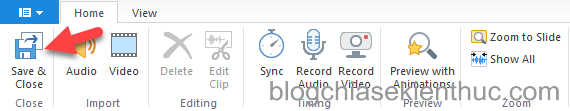 Home View
Save & Close
Audio
Video
Delete
Edit Clip
Sync
Record Audio
Record Video
Preview with Animations
Zoom to Slide
Show All
Close
Import
Editing
Timing
Preview
Zoom
blogchiasekienthuc.com